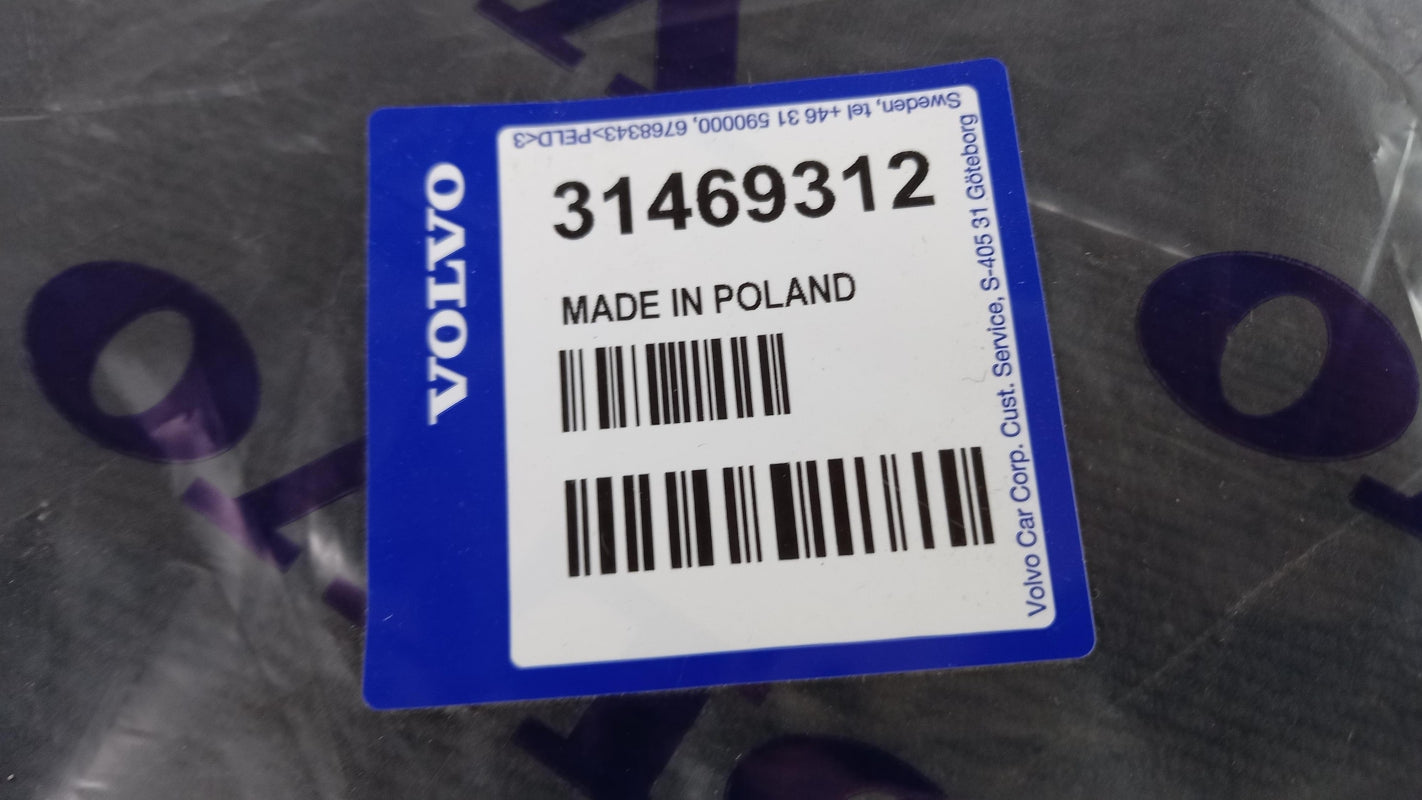 VOLVO
31469312
MADE IN POLAND
Volvo Car Corp. Cust. Service, S-405 31 Göteborg
Sweden, tel +46 31 590000, 6768343>PELD<3